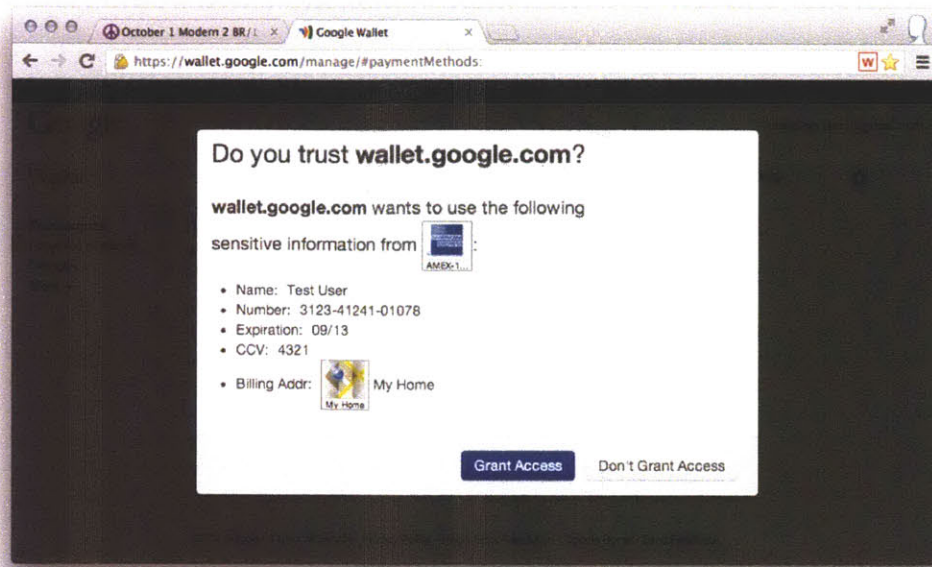 October 1 Modern 2 BR/1
Google Wallet
https://wallet.google.com/manage/#paymentMethods:
W
Do you trust wallet.google.com?
wallet.google.com wants to use the following
sensitive information from
:
AMEX-1...
• Name: Test User
• Number: 3123-41241-01078
• Expiration: 09/13
• CCV: 4321
• Billing Addr:
My Home
My Home
Grant Access
Don't Grant Access